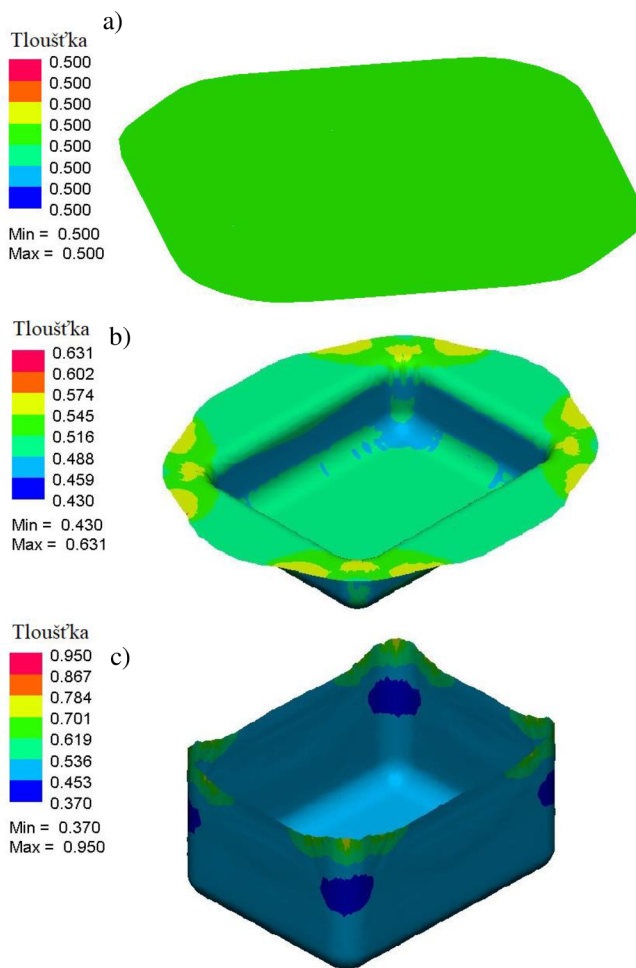 a)
Tloušťka
0.500
0.500
0.500
0.500
0.500
0.500
0.500
0.500
Min = 0.500
Max = 0.500
b)
Tloušťka
0.631
0.602
0.574
0.545
0.516
0.488
0.459
0.430
Min = 0.430
Max = 0.631
Tloušťka
c)
0.950
0.867
0.784
0.701
0.619
0.536
0.453
0.370
Min = 0.370
Max = 0.950